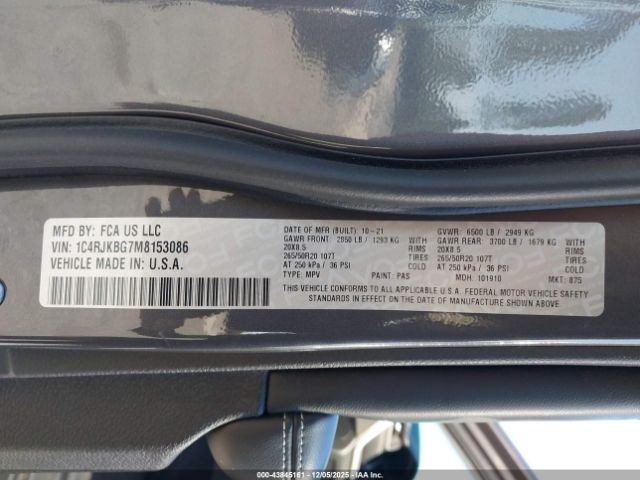 MFD BY: FCA US LLC
VIN: 1C4RJKBG7M8153086
VEHICLE MADE IN: U.S.A.
DATE OF MFR (BUILT) 10-21
GAWR FRONT: 2850 LB / 1293 KG WITH
20X8.5 RIMS
265/50R20 107T TIRES
AT 250 kPa / 36 PSI COLD
TYPE: MPV PAINT: PAS
GVWR: 6500 LB / 2949 KG
GAWR REAR: 3700 LB / 1679 KG WITH
20X8.5 RIMS
265/50R20 107T TIRES
AT 250 kPa / 36 PSI COLD
MDH: 101910 MKT: 875
THIS VEHICLE CONFORMS TO ALL APPLICABLE U.S.A. FEDERAL MOTOR VEHICLE SAFETY
STANDARDS IN EFFECT ON THE DATE OF MANUFACTURE SHOWN ABOVE
--43845161 - 12/05/2025 - IAAI.com